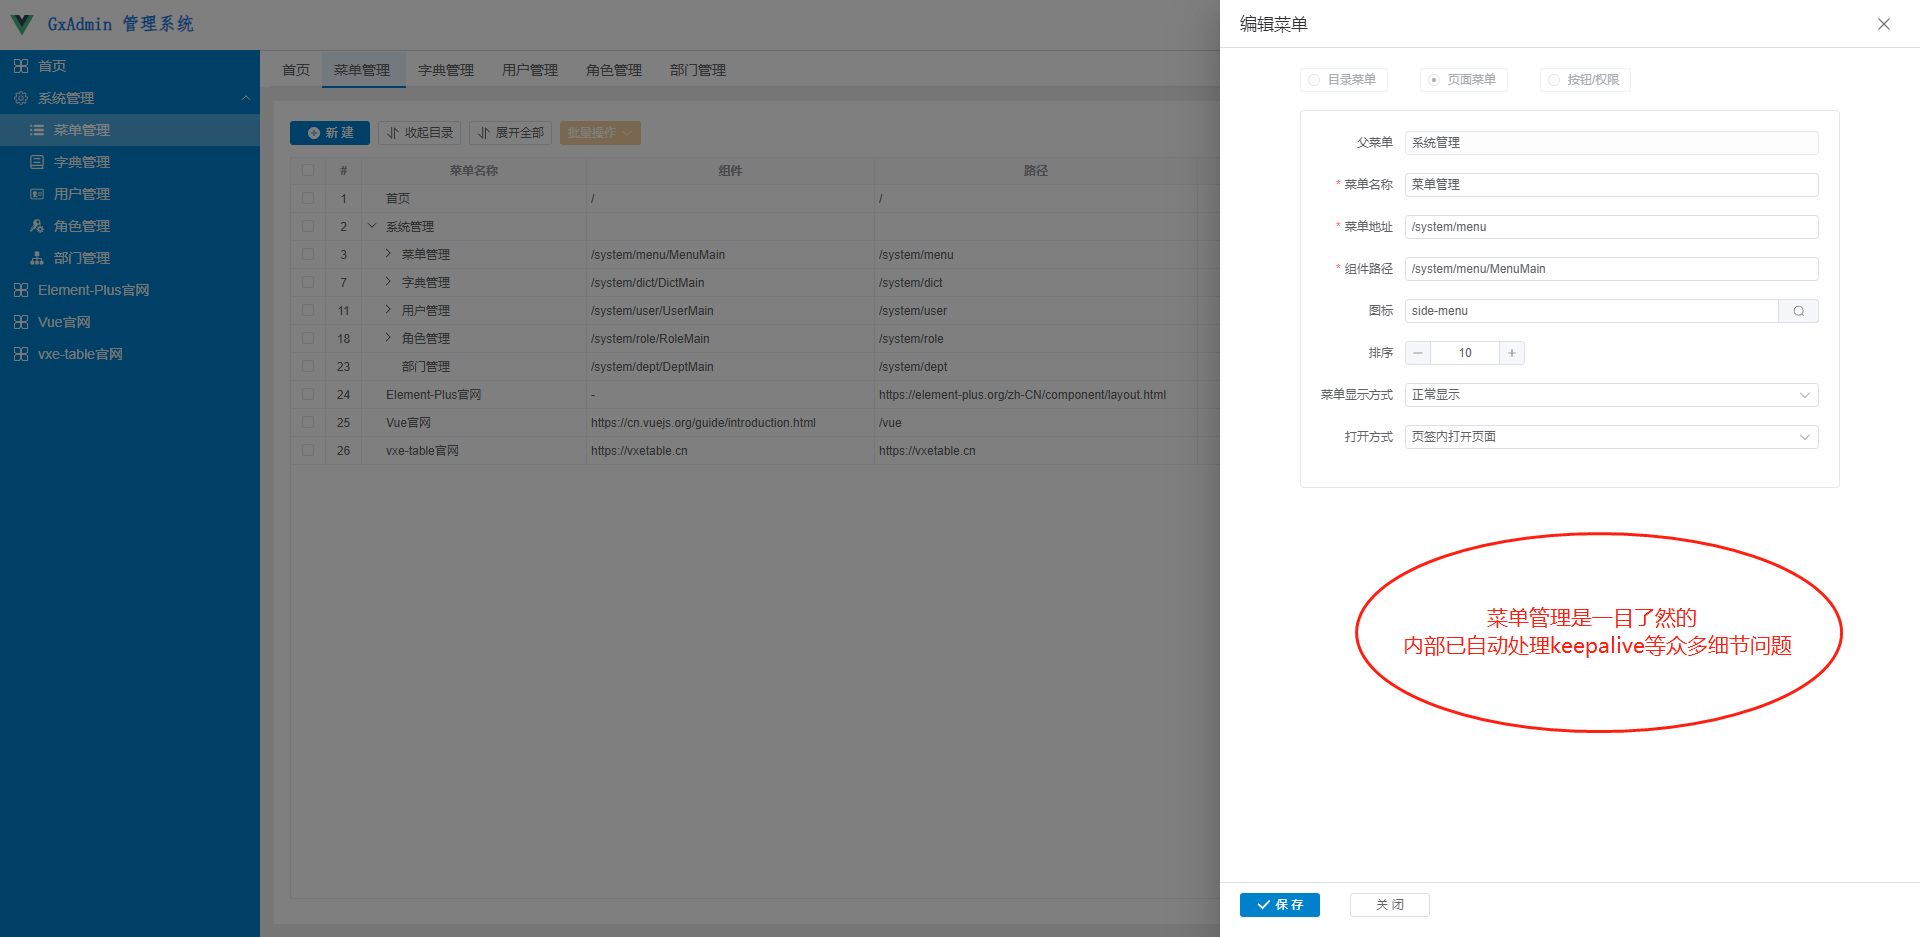 GxAdmin 管理系统
首页
系统管理
菜单管理
字典管理
用户管理
角色管理
部门管理
Element-Plus官网
Vue官网
vxe-table官网
首页 菜单管理 字典管理 用户管理 角色管理 部门管理
新 建 收起目录 展开全部 批量操作
# 菜单名称 组件 路径
1 首页 / /
2 系统管理
3 菜单管理 /system/menu/MenuMain /system/menu
7 字典管理 /system/dict/DictMain /system/dict
11 用户管理 /system/user/UserMain /system/user
18 角色管理 /system/role/RoleMain /system/role
23 部门管理 /system/dept/DeptMain /system/dept
24 Element-Plus官网 - https://element-plus.org/zh-CN/component/layout.html
25 Vue官网 https://cn.vuejs.org/guide/introduction.html /vue
26 vxe-table官网 https://vxetable.cn https://vxetable.cn
编辑菜单
目录菜单 页面菜单 按钮/权限
父菜单 系统管理
* 菜单名称 菜单管理
* 菜单地址 /system/menu
* 组件路径 /system/menu/MenuMain
图标 side-menu
排序 10
菜单显示方式 正常显示
打开方式 页签内打开页面
菜单管理是一目了然的
内部已自动处理keepalive等众多细节问题
保 存 关 闭